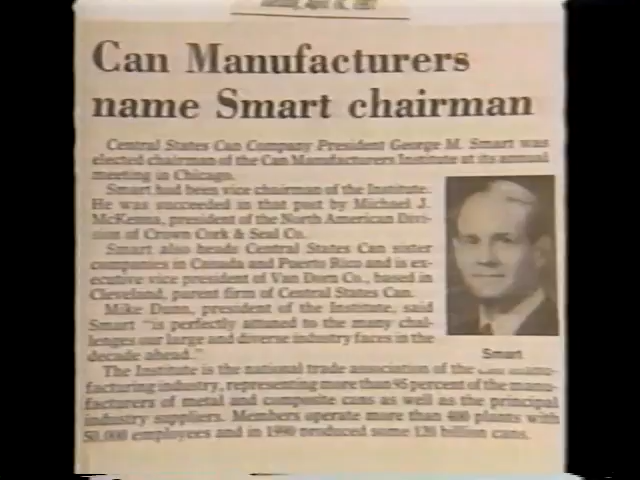 Can Manufacturers
name Smart chairman
Central States Can Company President George M. Smart was
elected chairman of the Can Manufacturers Institute at its annual
meeting in Chicago.
Smart had been vice chairman of the Institute.
He was succeeded in that post by Michael J.
McKenna, president of the North American Divi-
sion of Crown Cork & Seal Co.
Smart also heads Central States Can sister
companies in Canada and Puerto Rico and is ex-
ecutive vice president of Van Dorn Co., based in
Cleveland, parent firm of Central States Can.
Mike Dunn, president of the Institute, said
Smart "is perfectly attuned to the many chal-
lenges our large and diverse industry faces in the
decade ahead."
Smart
The Institute is the national trade association of the can manu-
facturing industry, representing more than 95 percent of the manu-
facturers of metal and composite cans as well as the principal
industry suppliers. Members operate more than 400 plants with
50,000 employees and in 1990 produced some 120 billion cans.